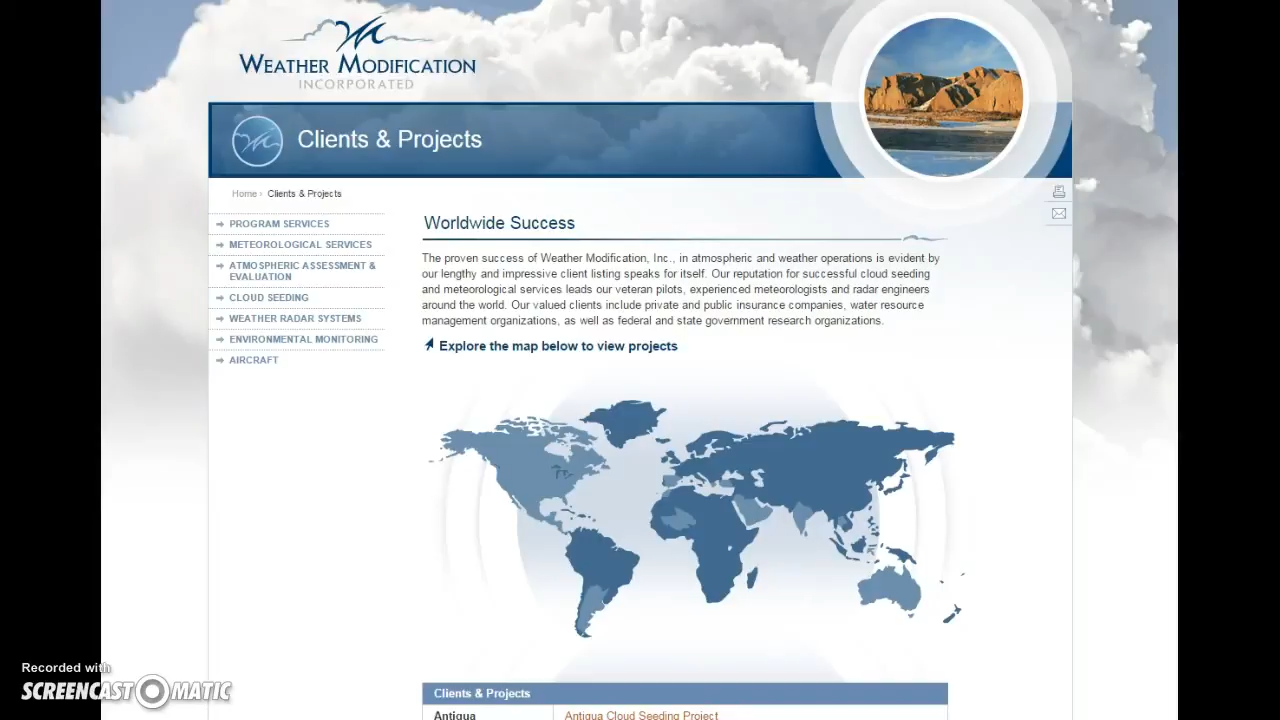 WEATHER MODIFICATION
INCORPORATED
Clients & Projects
Home › Clients & Projects
PROGRAM SERVICES
METEOROLOGICAL SERVICES
ATMOSPHERIC ASSESSMENT &
EVALUATION
CLOUD SEEDING
WEATHER RADAR SYSTEMS
ENVIRONMENTAL MONITORING
AIRCRAFT
Worldwide Success
The proven success of Weather Modification, Inc., in atmospheric and weather operations is evident by
our lengthy and impressive client listing speaks for itself. Our reputation for successful cloud seeding
and meteorological services leads our veteran pilots, experienced meteorologists and radar engineers
around the world. Our valued clients include private and public insurance companies, water resource
management organizations, as well as federal and state government research organizations.
Explore the map below to view projects
Clients & Projects
Antigua Antigua Cloud Seeding Project
Recorded with
SCREENCAST-O-MATIC